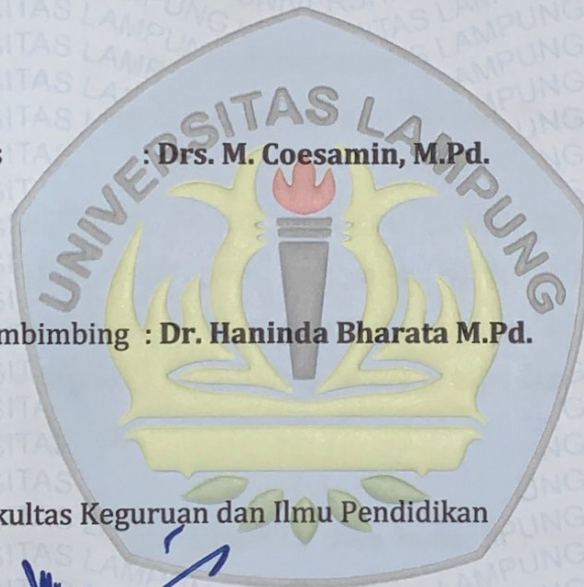 UNIVERSITAS LAMPUNG
s : Drs. M. Coesamin, M.Pd.
mbimbing : Dr. Haninda Bharata M.Pd.
kultas Keguruan dan Ilmu Pendidikan